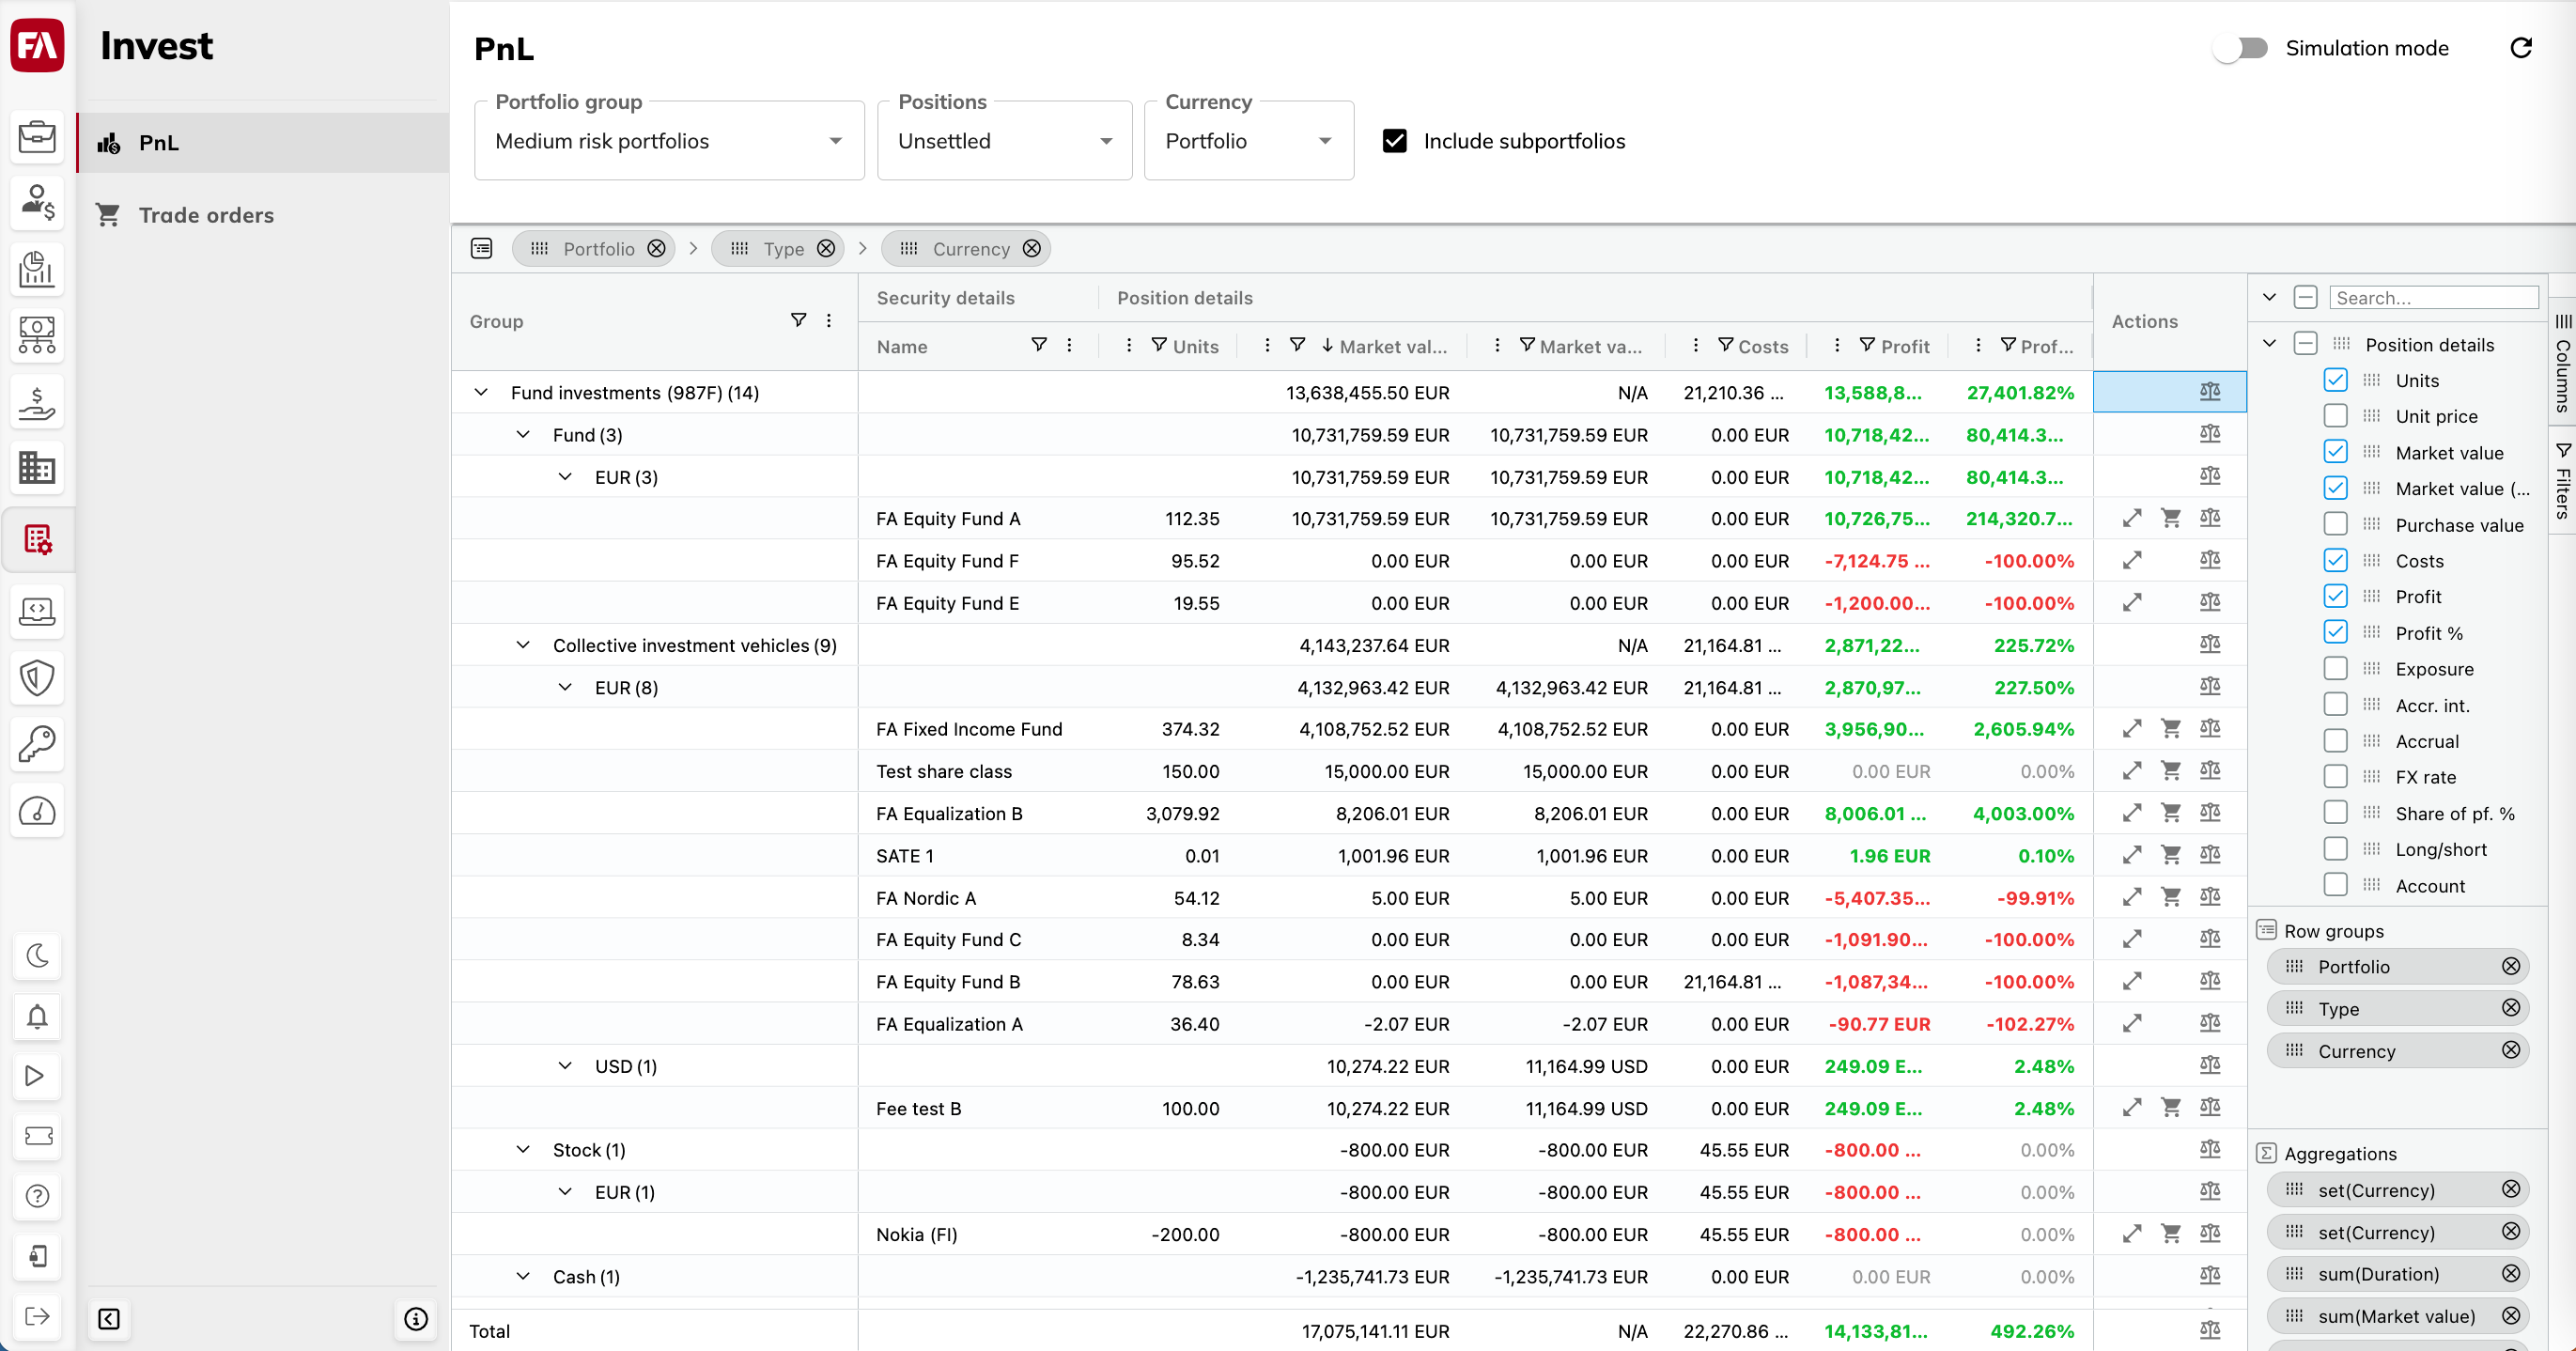 FA
Invest
PnL
Trade orders
PnL
Simulation mode
Portfolio group
Medium risk portfolios
Positions
Unsettled
Currency
Portfolio
Include subportfolios
Portfolio
Type
Currency
Group
Security details
Position details
Actions
Name
Units
Market val...
Market va...
Costs
Profit
Prof...
Fund investments (987F) (14) 13,638,455.50 EUR N/A 21,210.36 ... 13,588,8... 27,401.82%
Fund (3) 10,731,759.59 EUR 10,731,759.59 EUR 0.00 EUR 10,718,42... 80,414.3...
EUR (3) 10,731,759.59 EUR 10,731,759.59 EUR 0.00 EUR 10,718,42... 80,414.3...
FA Equity Fund A 112.35 10,731,759.59 EUR 10,731,759.59 EUR 0.00 EUR 10,726,75... 214,320.7...
FA Equity Fund F 95.52 0.00 EUR 0.00 EUR 0.00 EUR -7,124.75 ... -100.00%
FA Equity Fund E 19.55 0.00 EUR 0.00 EUR 0.00 EUR -1,200.00... -100.00%
Collective investment vehicles (9) 4,143,237.64 EUR N/A 21,164.81 ... 2,871,22... 225.72%
EUR (8) 4,132,963.42 EUR 4,132,963.42 EUR 21,164.81 ... 2,870,97... 227.50%
FA Fixed Income Fund 374.32 4,108,752.52 EUR 4,108,752.52 EUR 0.00 EUR 3,956,90... 2,605.94%
Test share class 150.00 15,000.00 EUR 15,000.00 EUR 0.00 EUR 0.00 EUR 0.00%
FA Equalization B 3,079.92 8,206.01 EUR 8,206.01 EUR 0.00 EUR 8,006.01 ... 4,003.00%
SATE 1 0.01 1,001.96 EUR 1,001.96 EUR 0.00 EUR 1.96 EUR 0.10%
FA Nordic A 54.12 5.00 EUR 5.00 EUR 0.00 EUR -5,407.35... -99.91%
FA Equity Fund C 8.34 0.00 EUR 0.00 EUR 0.00 EUR -1,091.90... -100.00%
FA Equity Fund B 78.63 0.00 EUR 0.00 EUR 21,164.81 ... -1,087,34... -100.00%
FA Equalization A 36.40 -2.07 EUR -2.07 EUR 0.00 EUR -90.77 EUR -102.27%
USD (1) 10,274.22 EUR 11,164.99 USD 0.00 EUR 249.09 E... 2.48%
Fee test B 100.00 10,274.22 EUR 11,164.99 USD 0.00 EUR 249.09 E... 2.48%
Stock (1) -800.00 EUR -800.00 EUR 45.55 EUR -800.00 ... 0.00%
EUR (1) -800.00 EUR -800.00 EUR 45.55 EUR -800.00 ... 0.00%
Nokia (FI) -200.00 -800.00 EUR -800.00 EUR 45.55 EUR -800.00 ... 0.00%
Cash (1) -1,235,741.73 EUR -1,235,741.73 EUR 0.00 EUR 0.00 EUR 0.00%
Total 17,075,141.11 EUR N/A 22,270.86 ... 14,133,81... 492.26%
Search...
Position details
Units
Unit price
Market value
Market value (...
Purchase value
Costs
Profit
Profit %
Exposure
Accr. int.
Accrual
FX rate
Share of pf. %
Long/short
Account
Row groups
Portfolio
Type
Currency
Aggregations
set(Currency)
set(Currency)
sum(Duration)
sum(Market value)
Columns
Filters